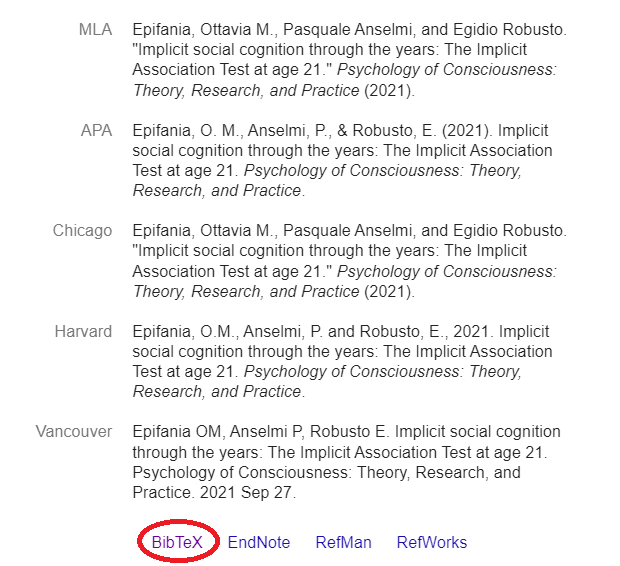 MLA Epifania, Ottavia M., Pasquale Anselmi, and Egidio Robusto.
"Implicit social cognition through the years: The Implicit
Association Test at age 21." Psychology of Consciousness:
Theory, Research, and Practice (2021).
APA Epifania, O. M., Anselmi, P., & Robusto, E. (2021). Implicit
social cognition through the years: The Implicit Association
Test at age 21. Psychology of Consciousness: Theory,
Research, and Practice.
Chicago Epifania, Ottavia M., Pasquale Anselmi, and Egidio Robusto.
"Implicit social cognition through the years: The Implicit
Association Test at age 21." Psychology of Consciousness:
Theory, Research, and Practice (2021).
Harvard Epifania, O.M., Anselmi, P. and Robusto, E., 2021. Implicit
social cognition through the years: The Implicit Association
Test at age 21. Psychology of Consciousness: Theory,
Research, and Practice.
Vancouver Epifania OM, Anselmi P, Robusto E. Implicit social cognition
through the years: The Implicit Association Test at age 21.
Psychology of Consciousness: Theory, Research, and
Practice. 2021 Sep 27.
BibTeX EndNote RefMan RefWorks